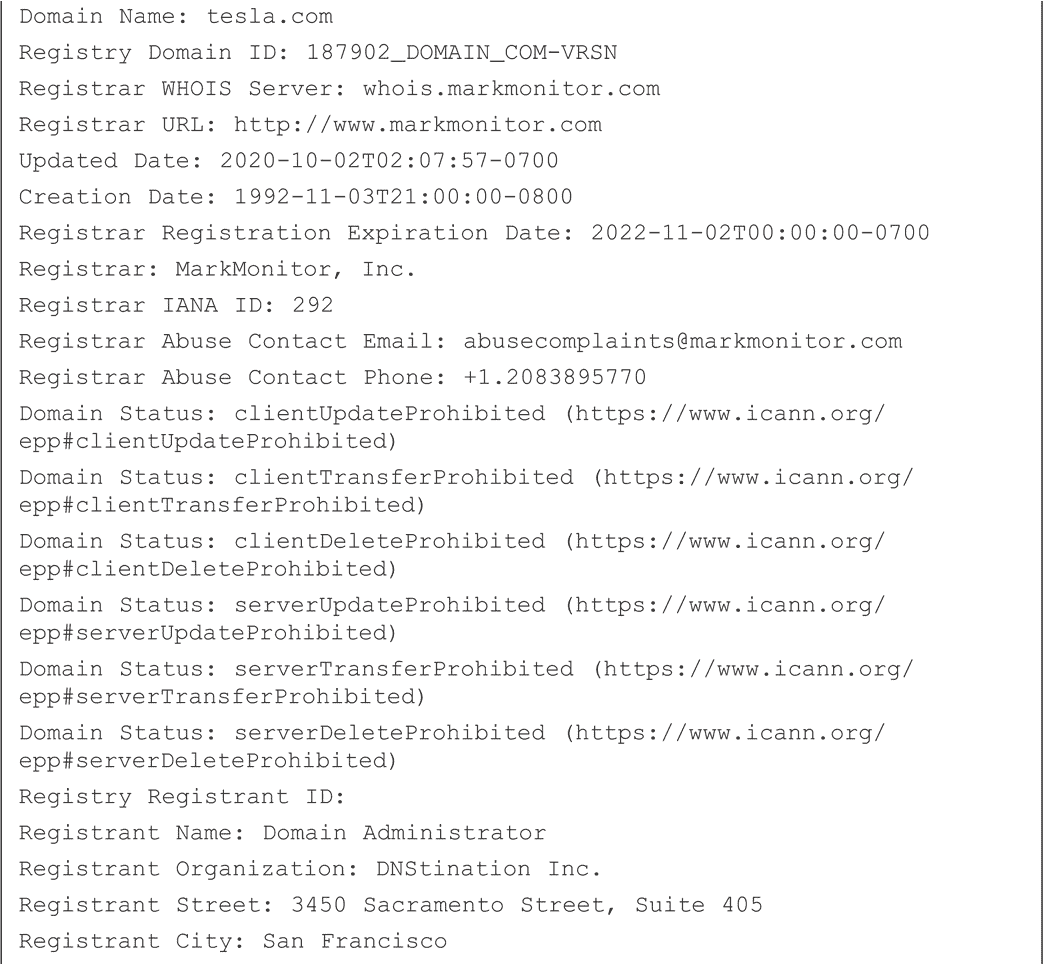 Domain Name: tesla.com
Registry Domain ID: 187902_DOMAIN_COM-VRSN
Registrar WHOIS Server: whois.markmonitor.com
Registrar URL: http://www.markmonitor.com
Updated Date: 2020-10-02T02:07:57-0700
Creation Date: 1992-11-03T21:00:00-0800
Registrar Registration Expiration Date: 2022-11-02T00:00:00-0700
Registrar: MarkMonitor, Inc.
Registrar IANA ID: 292
Registrar Abuse Contact Email: abusecomplaints@markmonitor.com
Registrar Abuse Contact Phone: +1.2083895770
Domain Status: clientUpdateProhibited (https://www.icann.org/
epp#clientUpdateProhibited)
Domain Status: clientTransferProhibited (https://www.icann.org/
epp#clientTransferProhibited)
Domain Status: clientDeleteProhibited (https://www.icann.org/
epp#clientDeleteProhibited)
Domain Status: serverUpdateProhibited (https://www.icann.org/
epp#serverUpdateProhibited)
Domain Status: serverTransferProhibited (https://www.icann.org/
epp#serverTransferProhibited)
Domain Status: serverDeleteProhibited (https://www.icann.org/
epp#serverDeleteProhibited)
Registry Registrant ID:
Registrant Name: Domain Administrator
Registrant Organization: DNStination Inc.
Registrant Street: 3450 Sacramento Street, Suite 405
Registrant City: San Francisco